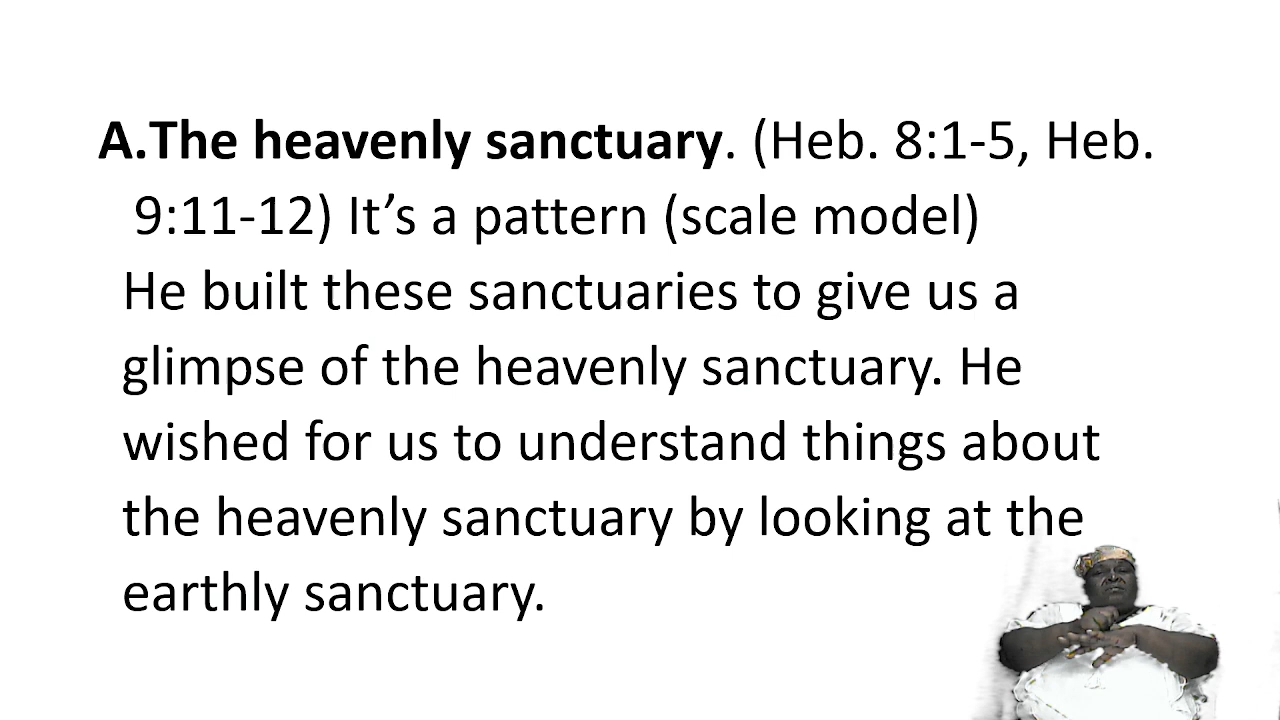 A.The heavenly sanctuary. (Heb. 8:1-5, Heb.
9:11-12) It’s a pattern (scale model)
He built these sanctuaries to give us a
glimpse of the heavenly sanctuary. He
wished for us to understand things about
the heavenly sanctuary by looking at the
earthly sanctuary.